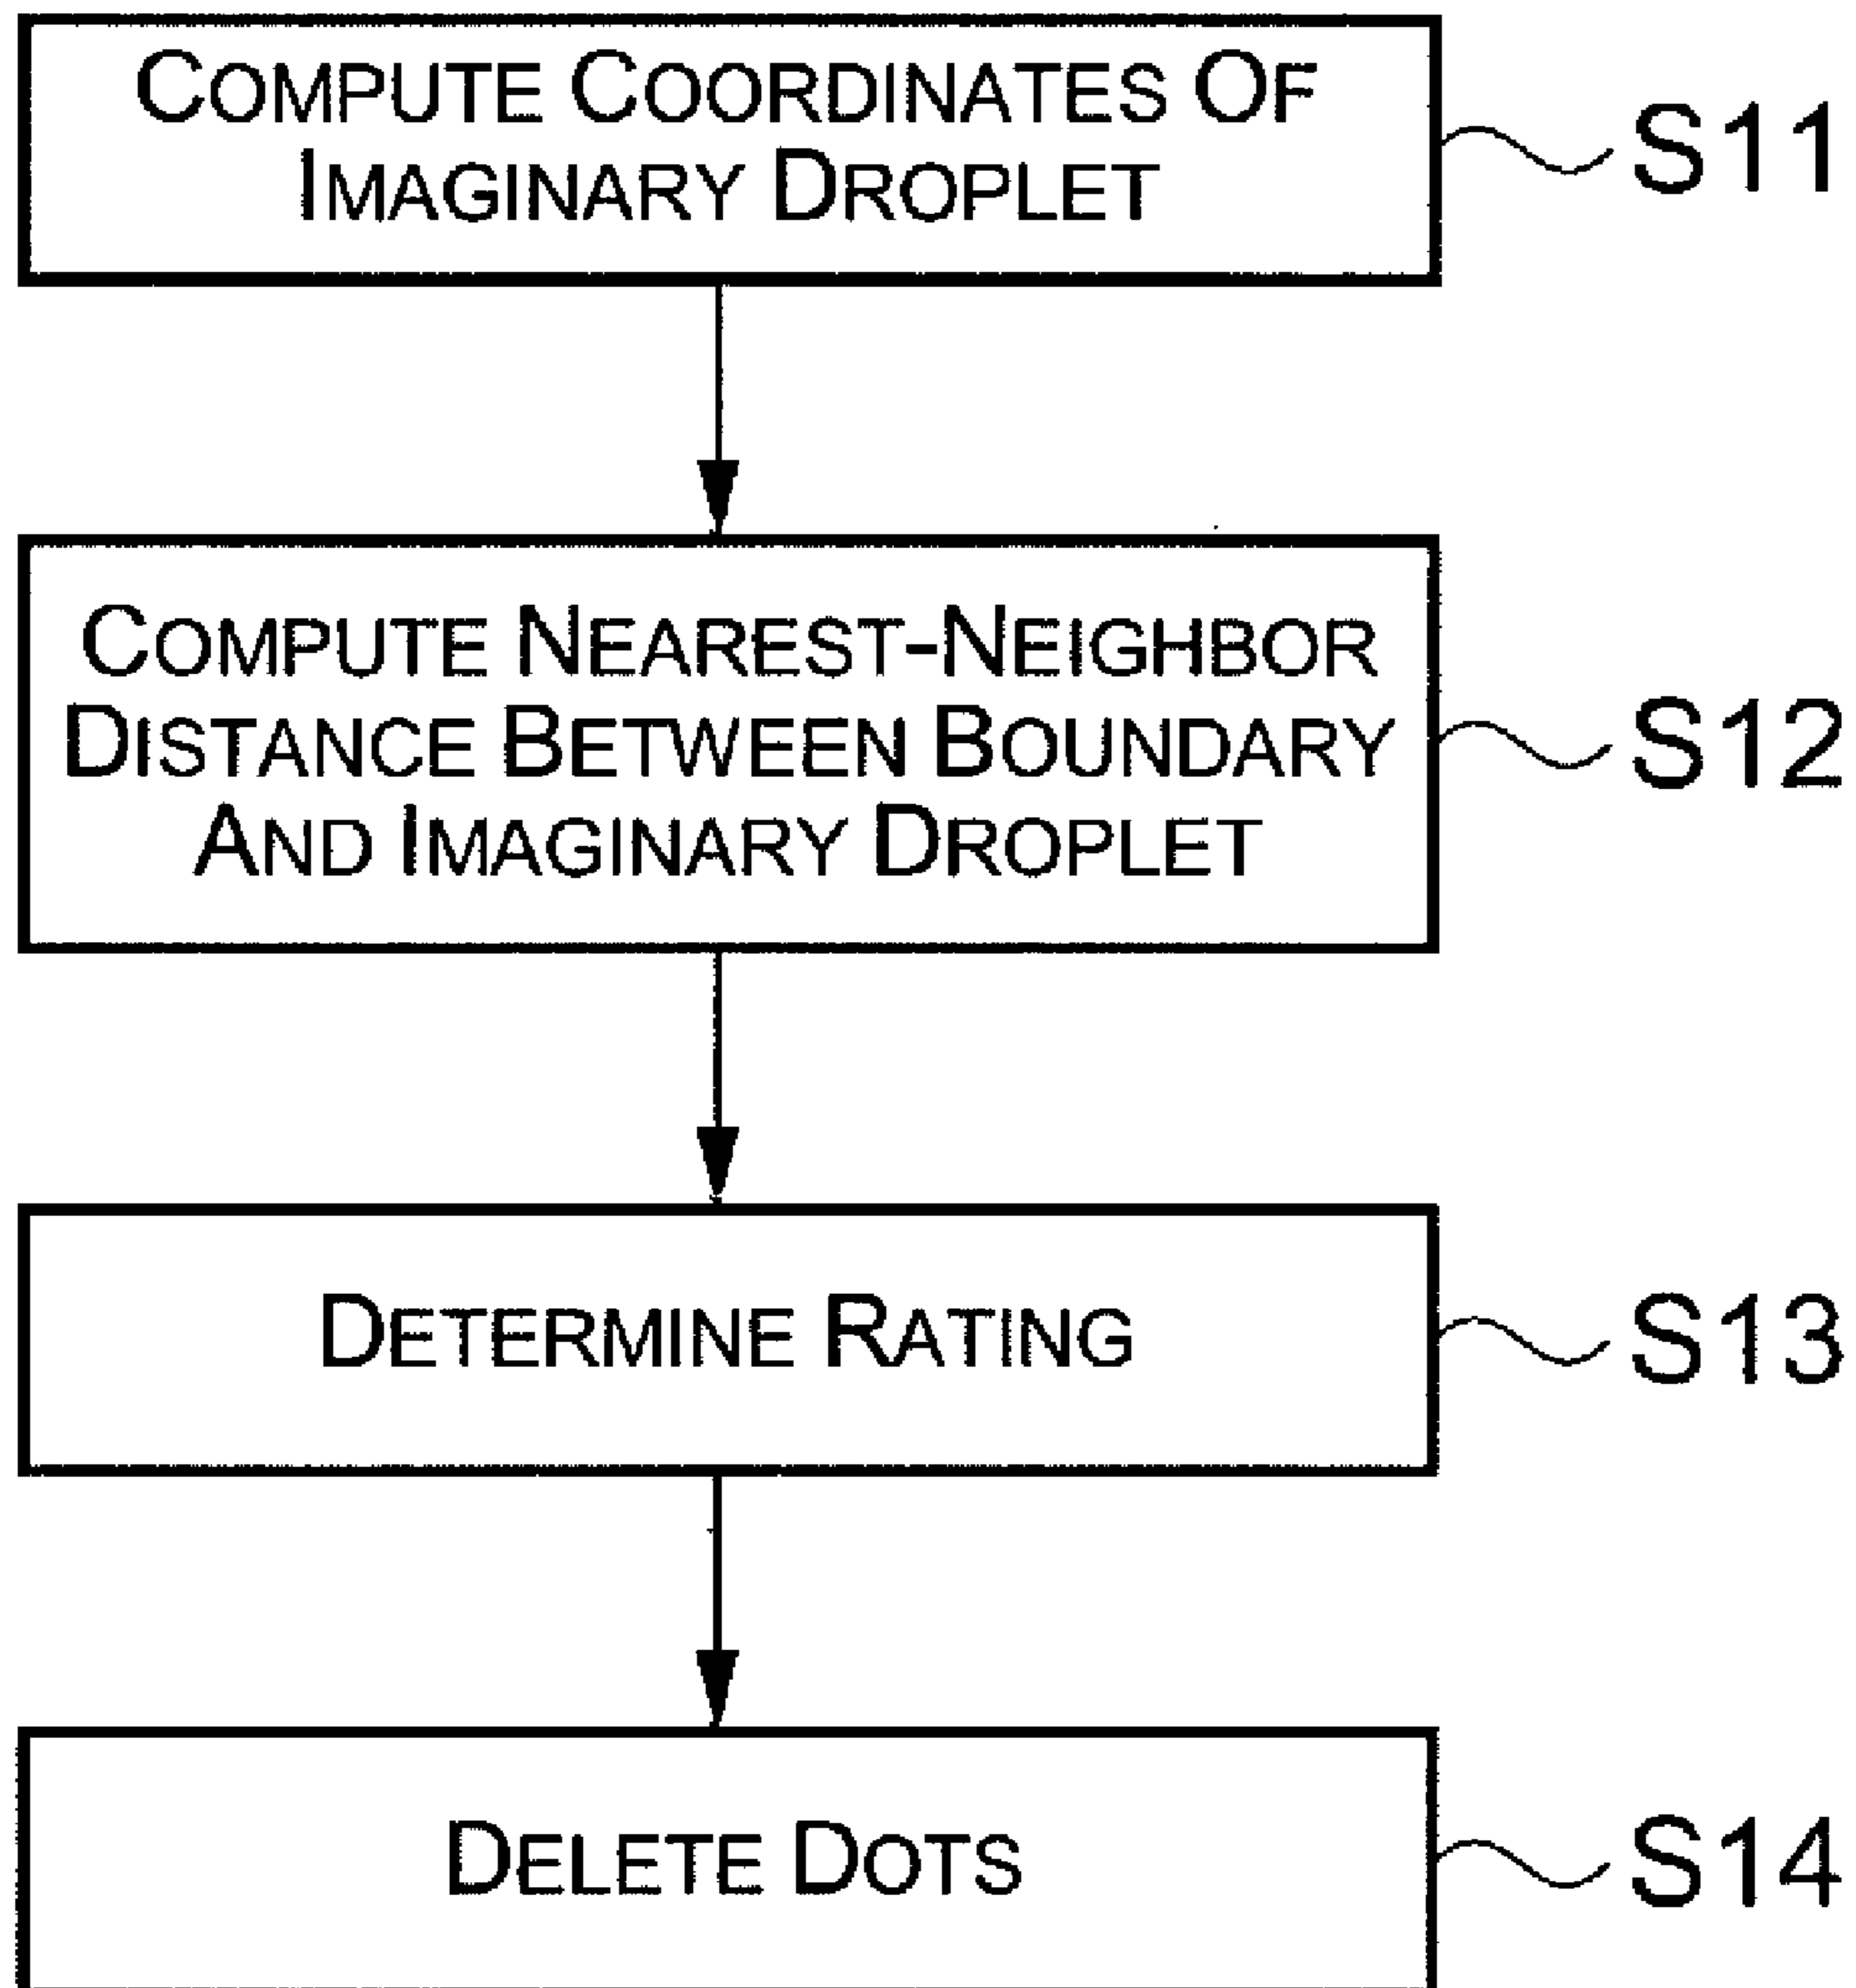 COMPUTE COORDINATES OF
IMAGINARY DROPLET
S11
COMPUTE NEAREST-NEIGHBOR
DISTANCE BETWEEN BOUNDARY
AND IMAGINARY DROPLET
S12
DETERMINE RATING
S13
DELETE DOTS
S14